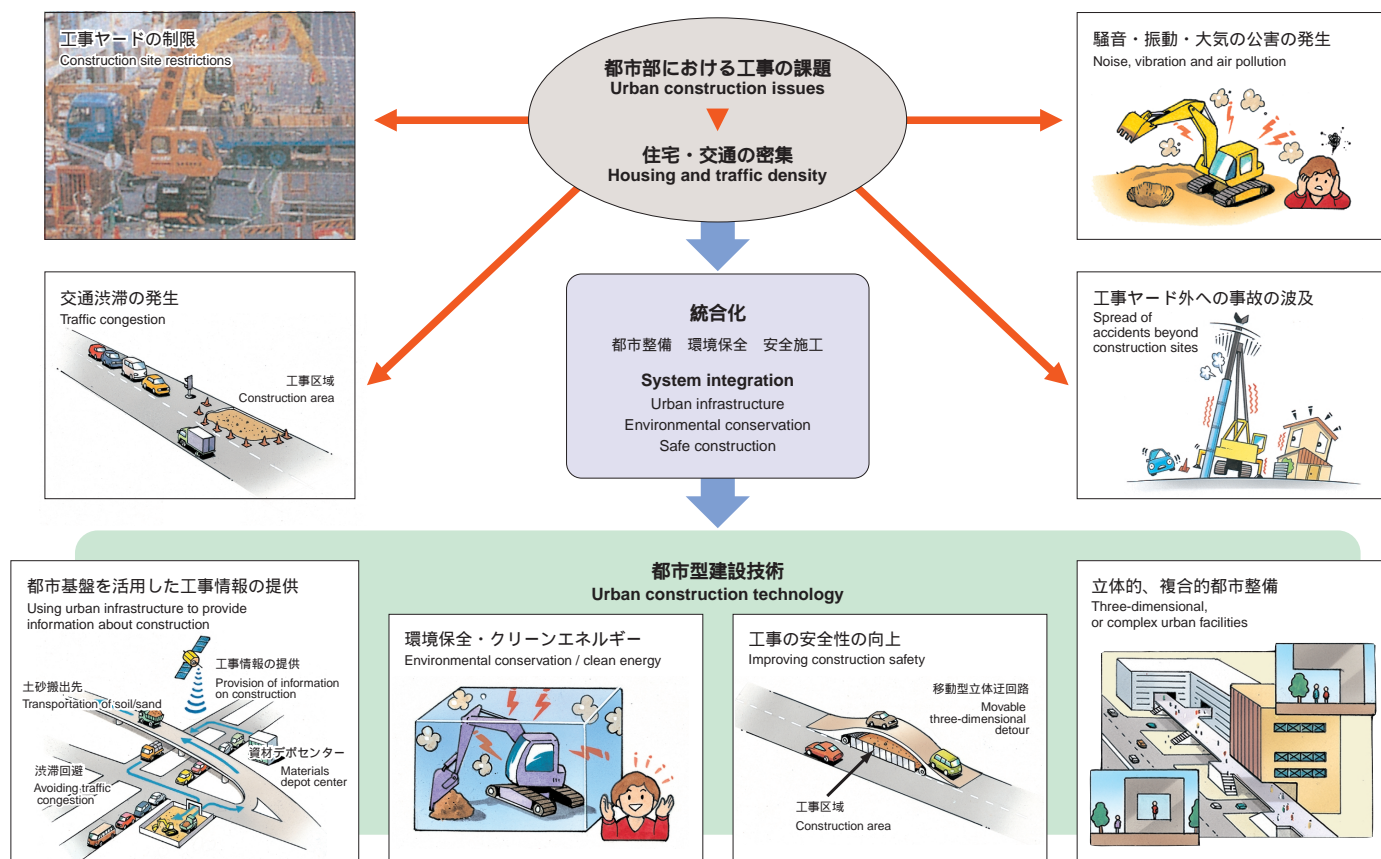 工事ヤードの制限
Construction site restrictions
都市部における工事の課題
Urban construction issues
住宅・交通の密集
Housing and traffic density
騒音・振動・大気の公害の発生
Noise, vibration and air pollution
交通渋滞の発生
Traffic congestion
工事区域
Construction area
統合化
都市整備 環境保全 安全施工
System integration
Urban infrastructure
Environmental conservation
Safe construction
工事ヤード外への事故の波及
Spread of
accidents beyond
construction sites
都市型建設技術
Urban construction technology
都市基盤を活用した工事情報の提供
Using urban infrastructure to provide
information about construction
工事情報の提供
Provision of information
on construction
土砂搬出先
Transportation of soil/sand
資材デポセンター
Materials
depot center
渋滞回避
Avoiding traffic
congestion
環境保全・クリーンエネルギー
Environmental conservation / clean energy
工事の安全性の向上
Improving construction safety
移動型立体迂回路
Movable
three-dimensional
detour
工事区域
Construction area
立体的、複合的都市整備
Three-dimensional,
or complex urban facilities